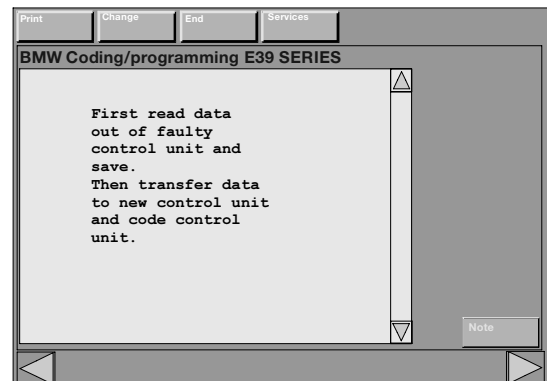 Print Change End Services
BMW Coding/programming E39 SERIES
First read data
out of faulty
control unit and
save.
Then transfer data
to new control unit
and code control
unit.
Note